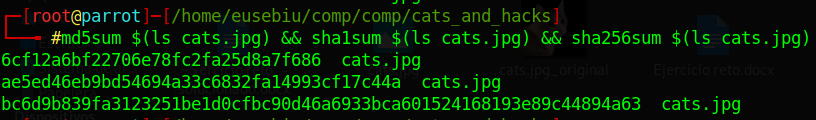 [root@parrot]─[/home/eusebiu/comp/comp/cats_and_hacks]
#md5sum $(ls cats.jpg) && sha1sum $(ls cats.jpg) && sha256sum $(ls cats.jpg)
6cf12a6bf22706e78fc2fa25d8a7f686  cats.jpg
ae5ed46eb9bd54694a33c6832fa14993cf17c44a  cats.jpg
cats.jpg_original
Ejercicio reto.docx
bc6d9b839fa3123251be1d0cfbc90d46a6933bca601524168193e89c44894a63  cats.jpg